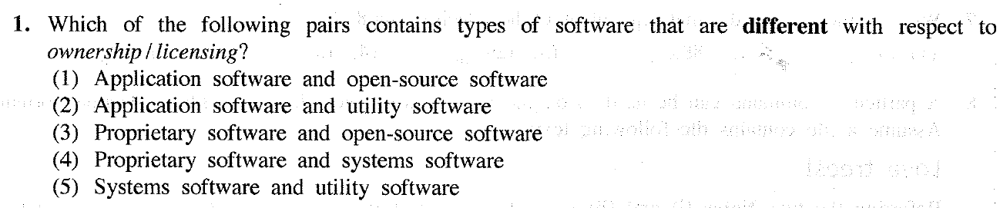 1. Which of the following pairs contains types of software that are different with respect to
ownership / licensing?
(1) Application software and open-source software
(2) Application software and utility software
(3) Proprietary software and open-source software
(4) Proprietary software and systems software
(5) Systems software and utility software